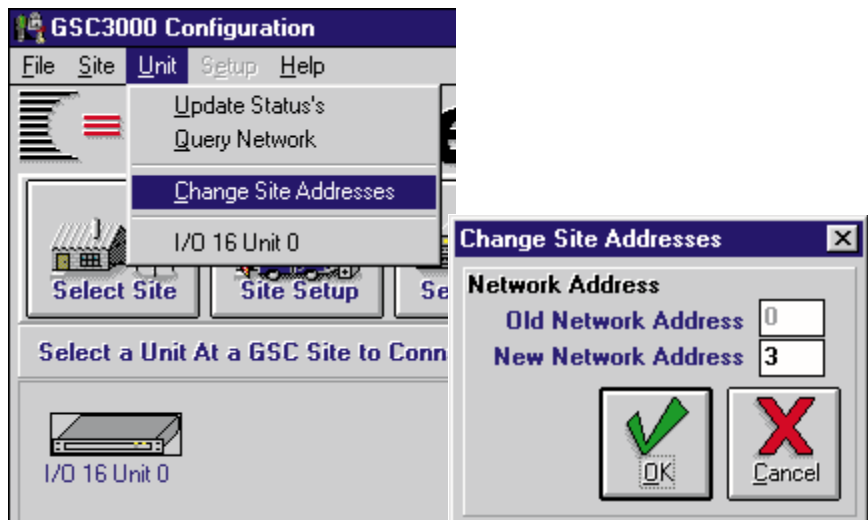 GSC3000 Configuration
File Site Unit Setup Help
Update Status's
Query Network
Change Site Addresses
I/O 16 Unit 0
Select Site
Site Setup
Se
Select a Unit At a GSC Site to Conn
I/O 16 Unit 0
Change Site Addresses
Network Address
Old Network Address 0
New Network Address 3
OK
Cancel